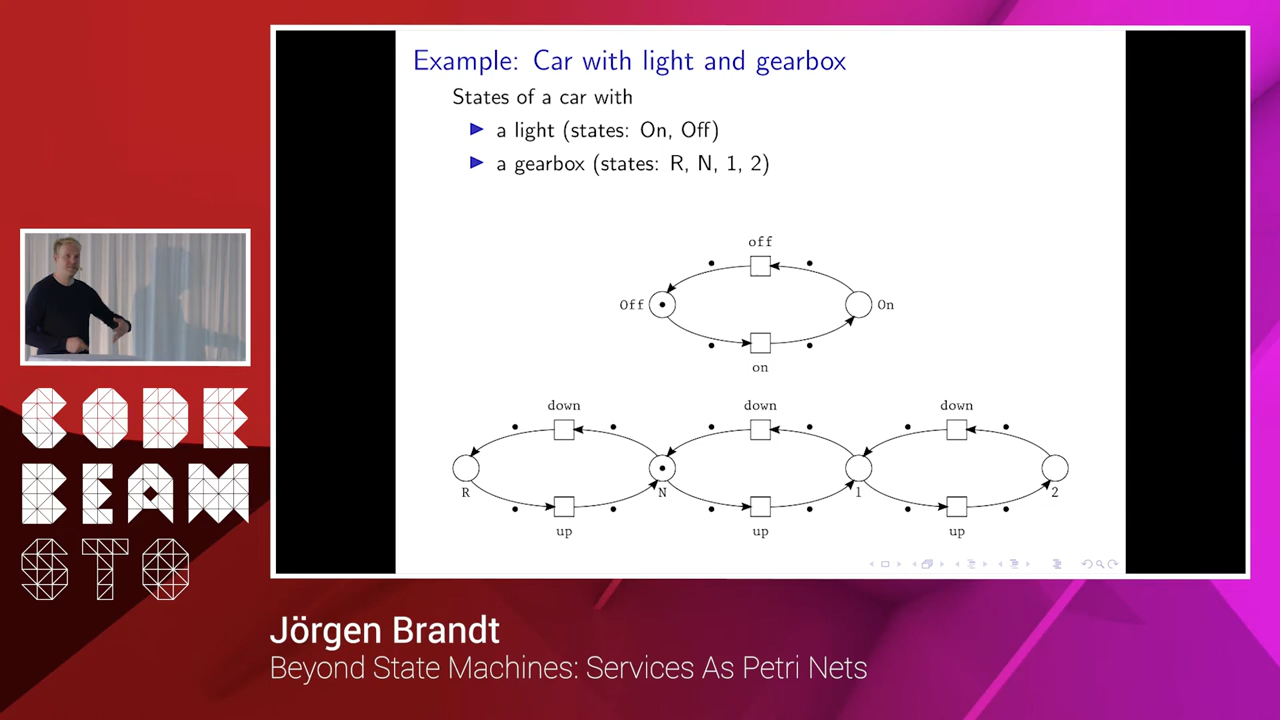 Example: Car with light and gearbox
States of a car with
a light (states: On, Off)
a gearbox (states: R, N, 1, 2)
off
Off
On
on
down
down
down
R
N
1
2
up
up
up
CODE
BEAM
STO
Jörgen Brandt
Beyond State Machines: Services As Petri Nets